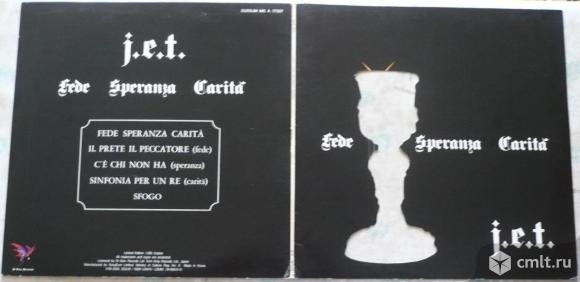 j.e.t.
Fede Speranza Carità
FEDE SPERANZA CARITÀ
IL PRETE IL PECCATORE (fede)
C'È CHI NON HA (speranza)
SINFONIA PER UN RE (carità)
SFOGO
Fede Speranza Carità
j.e.t.
cmlt.ru